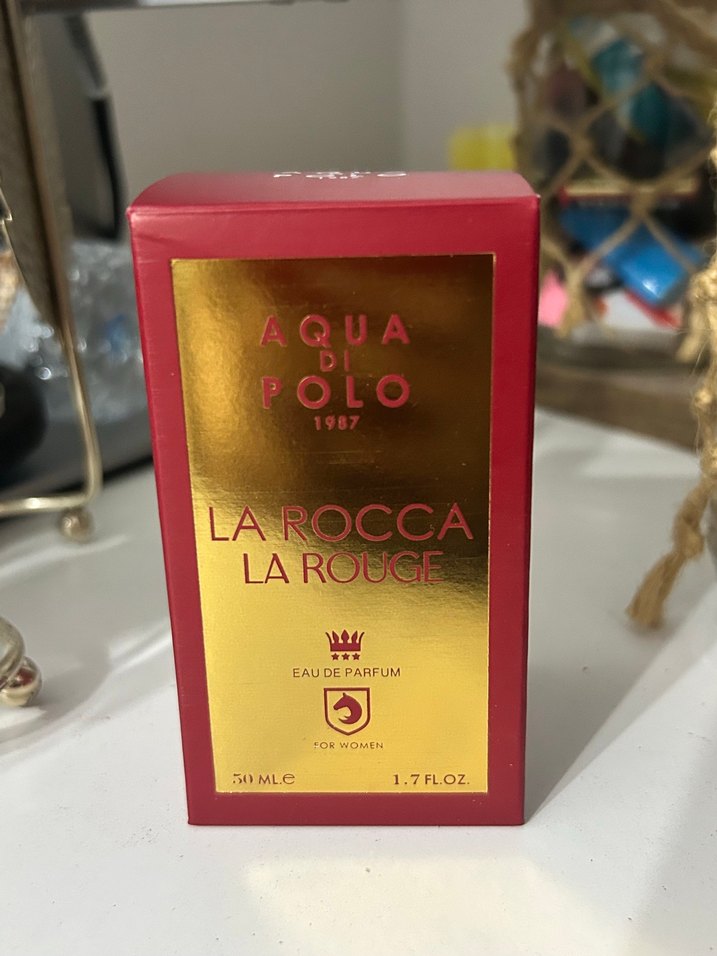 AQUA
DI
POLO
1987
LA ROCCA
LA ROUGE
EAU DE PARFUM
FOR WOMEN
50 ML.e 1.7 FL.OZ.